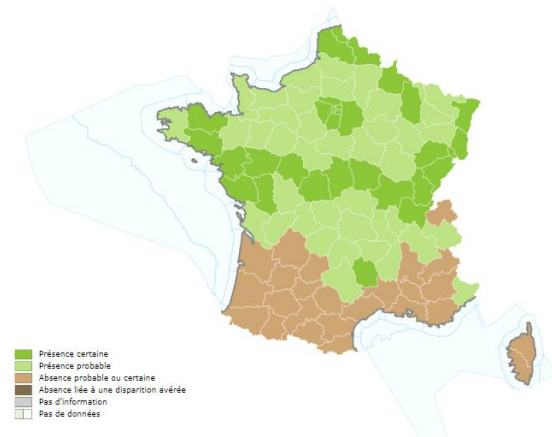 Présence certaine
Présence probable
Absence probable ou certaine
Absence liée à une disparition avérée
Pas d'information
Pas de données